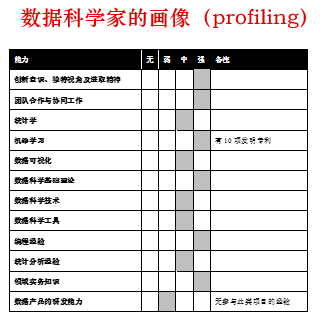 数据科学家的画像（profiling）
能力 无 弱 中 强 备注
创新意识、独特视角及进取精神
团队合作与协同工作
统计学
机器学习 有 10 项发明专利
数据可视化
数据科学基础理论
数据科学技术
数据科学工具
编程经验
统计分析经验
领域实务知识
数据产品的研发能力 无参与此类项目的经验